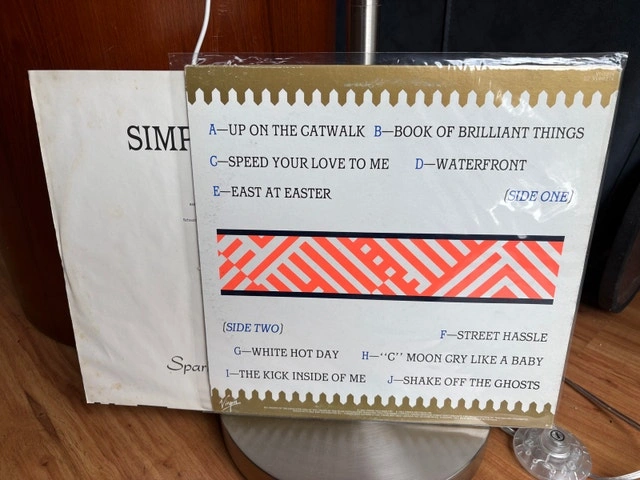 SIMP
Spar
A—UP ON THE CATWALK B—BOOK OF BRILLIANT THINGS
C—SPEED YOUR LOVE TO ME D—WATERFRONT
E—EAST AT EASTER (SIDE ONE)
(SIDE TWO) F—STREET HASSLE
G—WHITE HOT DAY H—"C" MOON CRY LIKE A BABY
I—THE KICK INSIDE OF ME J—SHAKE OFF THE GHOSTS
Virgin